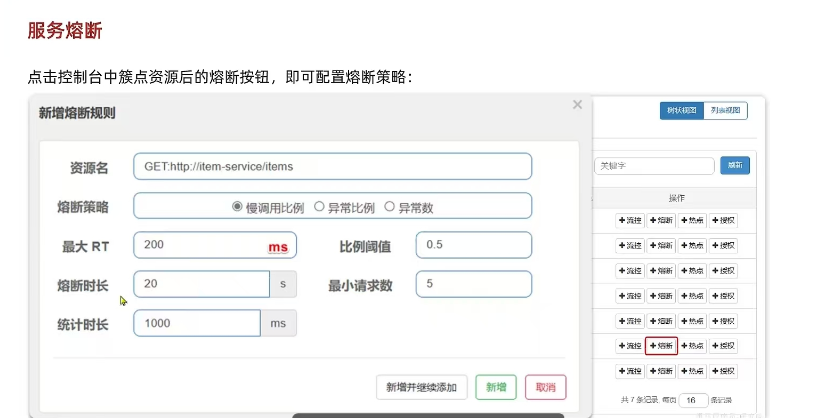 服务熔断
点击控制台中簇点资源后的熔断按钮，即可配置熔断策略：
新增熔断规则 ×
资源名 GET:http://item-service/items
熔断策略 慢调用比例 异常比例 异常数
最大 RT 200 ms 比例阈值 0.5
熔断时长 20 s 最小请求数 5
统计时长 1000 ms
新增并继续添加 新增 取消
树状视图 列表视图
关键字 刷新
操作
+流控 +熔断 +热点 +授权
+流控 +熔断 +热点 +授权
+流控 +熔断 +热点 +授权
+流控 +熔断 +热点 +授权
+流控 +熔断 +热点 +授权
+流控 +熔断 +热点 +授权
+流控 +熔断 +热点 +授权
共 7 条记录, 每页 16 条记录